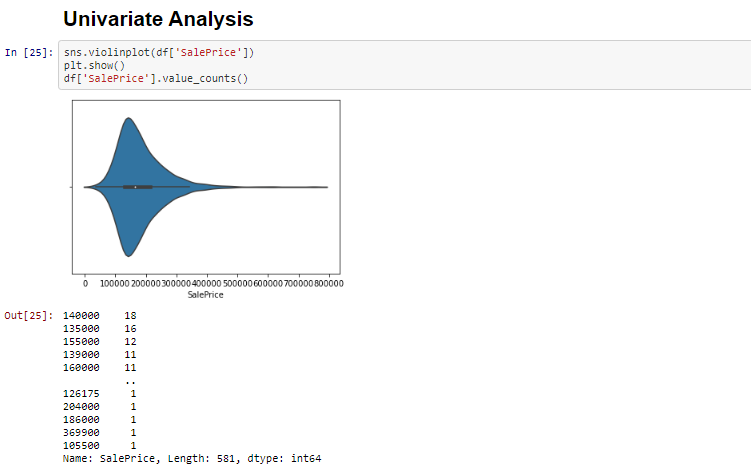 Univariate Analysis
In [25]: sns.violinplot(df['SalePrice'])
plt.show()
df['SalePrice'].value_counts()
0 100000 200000 300000 400000 500000 600000 700000 800000
SalePrice
Out[25]: 140000 18
135000 16
155000 12
139000 11
160000 11
..
126175 1
204000 1
186000 1
369900 1
105500 1
Name: SalePrice, Length: 581, dtype: int64